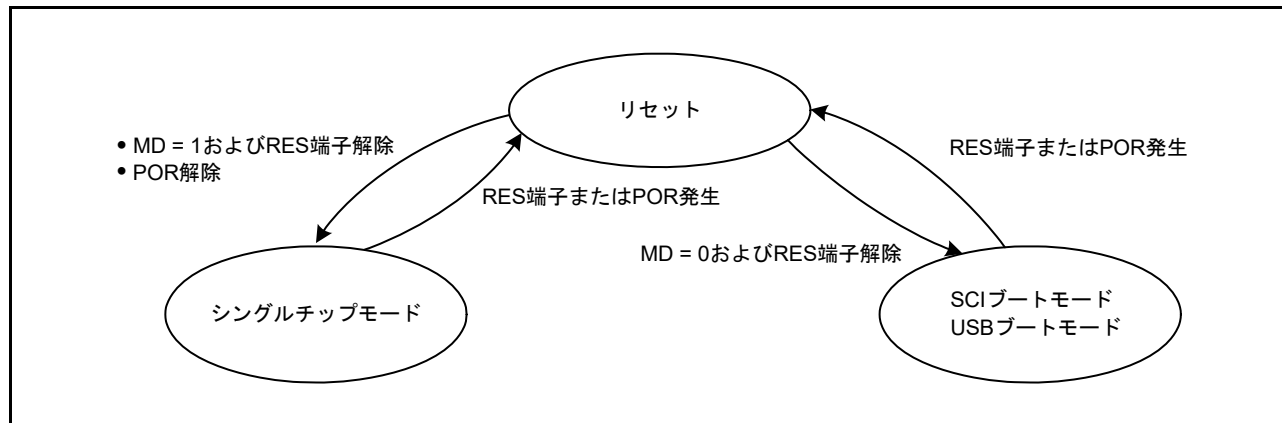 リセット
• MD = 1およびRES端子解除
• POR解除
RES端子またはPOR発生
RES端子またはPOR発生
MD = 0およびRES端子解除
シングルチップモード
SCIブートモード
USBブートモード